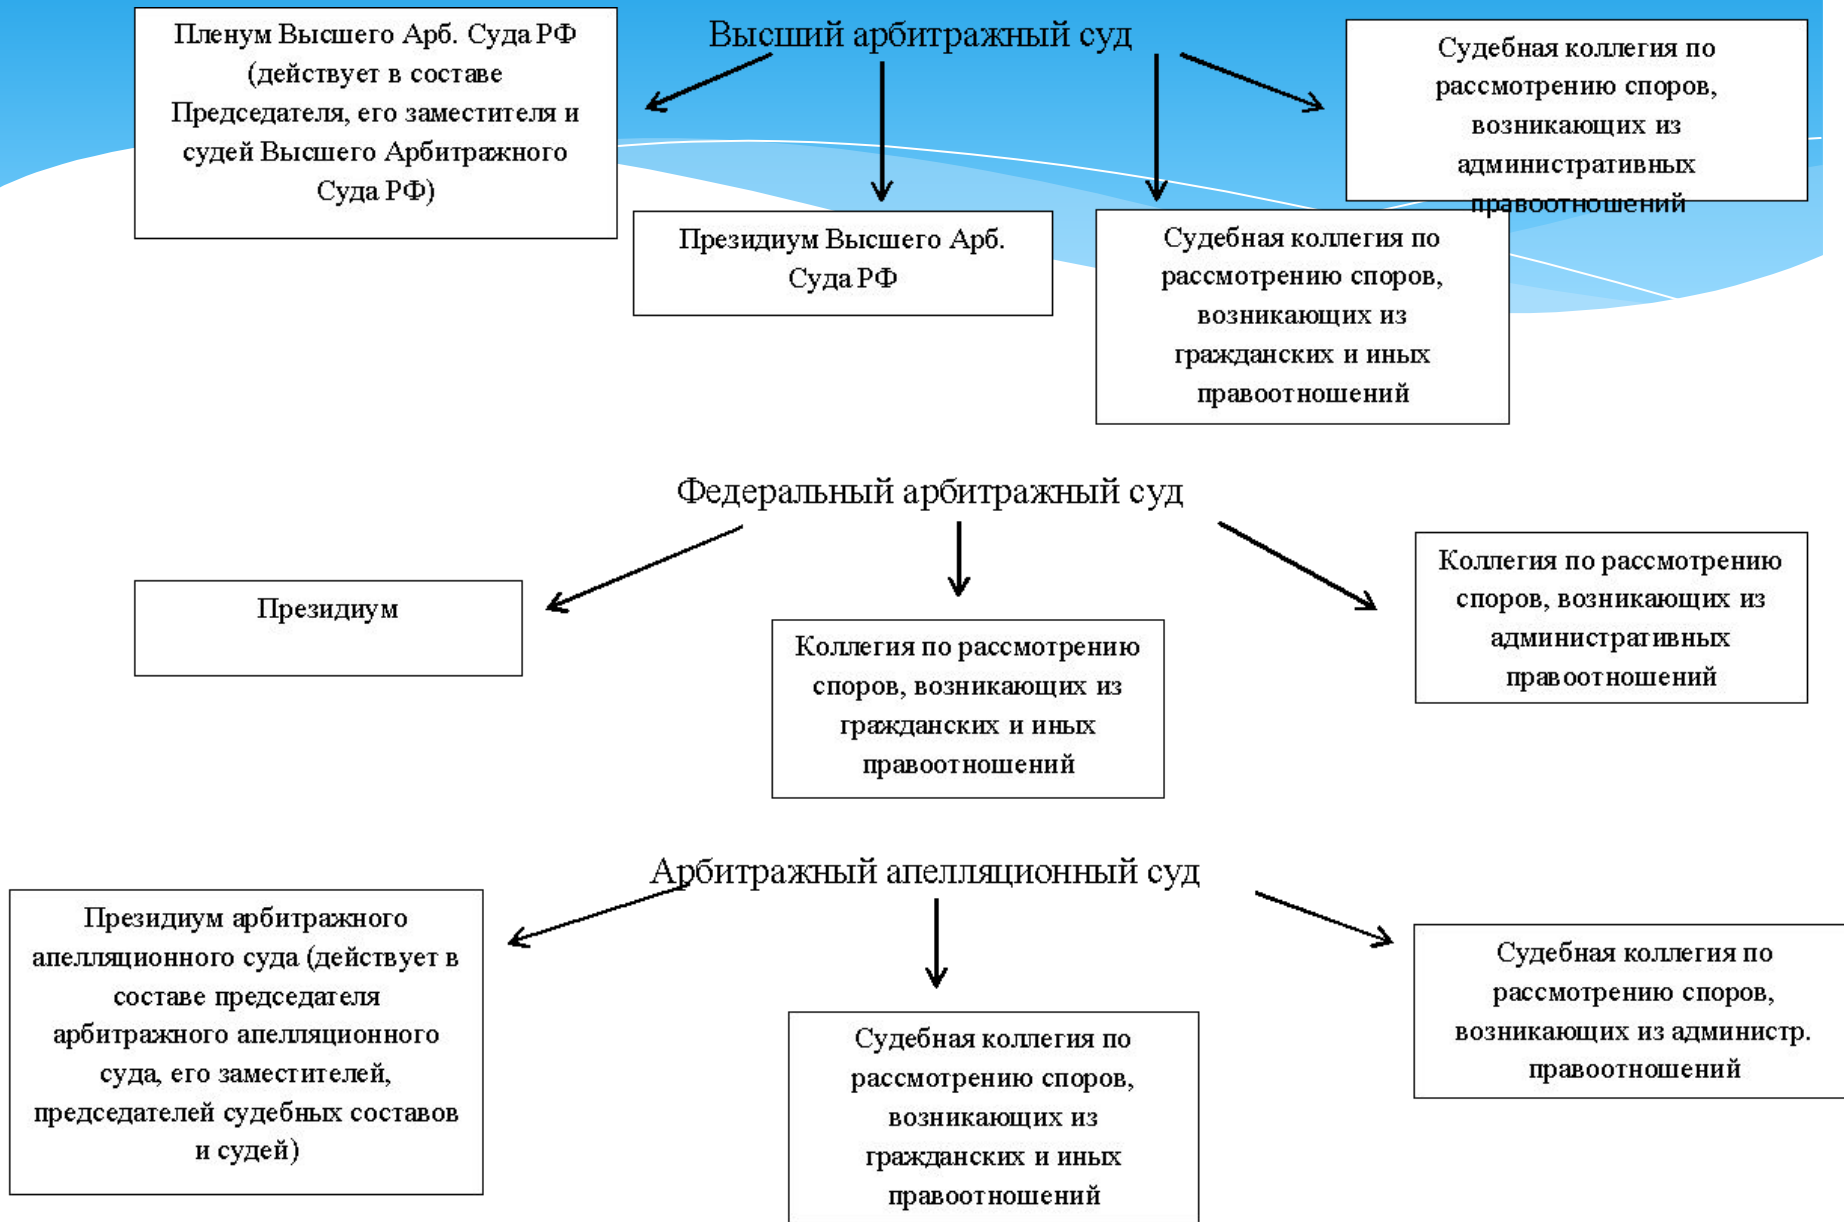 Высший арбитражный суд
Пленум Высшего Арб. Суда РФ
(действует в составе
Председателя, его заместителя и
судей Высшего Арбитражного
Суда РФ)
Президиум Высшего Арб.
Суда РФ
Судебная коллегия по
рассмотрению споров,
возникающих из
гражданских и иных
правоотношений
Судебная коллегия по
рассмотрению споров,
возникающих из
административных
правоотношений
Федеральный арбитражный суд
Президиум
Коллегия по рассмотрению
споров, возникающих из
гражданских и иных
правоотношений
Коллегия по рассмотрению
споров, возникающих из
административных
правоотношений
Арбитражный апелляционный суд
Президиум арбитражного
апелляционного суда (действует в
составе председателя
арбитражного апелляционного
суда, его заместителей,
председателей судебных составов
и судей)
Судебная коллегия по
рассмотрению споров,
возникающих из
гражданских и иных
правоотношений
Судебная коллегия по
рассмотрению споров,
возникающих из администр.
правоотношений